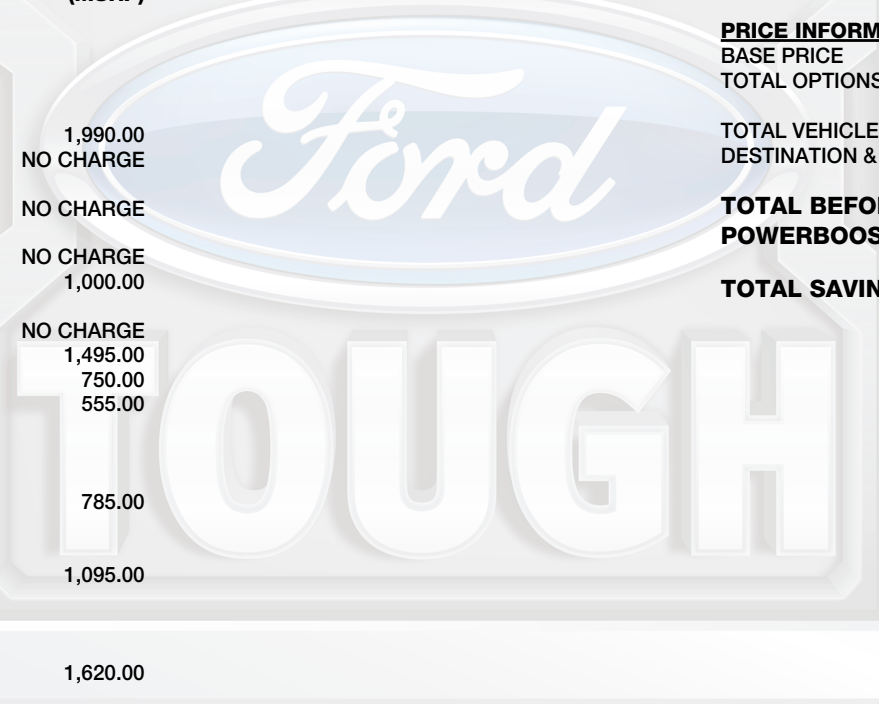 (MSRP)
1,990.00
NO CHARGE
NO CHARGE
NO CHARGE
1,000.00
NO CHARGE
1,495.00
750.00
555.00
785.00
1,095.00
1,620.00
Ford
TOUGH
PRICE INFORM
BASE PRICE
TOTAL OPTIONS
TOTAL VEHICLE
DESTINATION &
TOTAL BEFO
POWERBOOS
TOTAL SAVIN